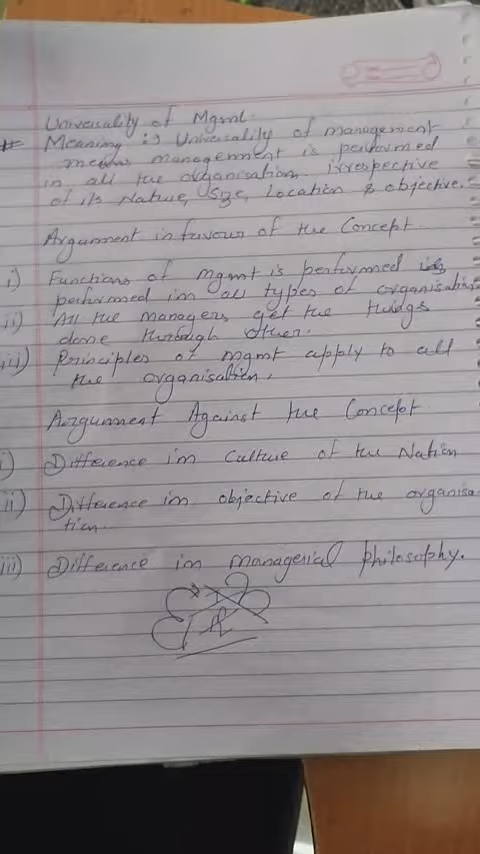 Universality of Mgmt.
# Meaning :> Universality of management
means management is performed
in all the organisation irrespective
of its Nature, Size, Location & objective.
Argument in favour of the Concept
i) Functions of mgmt is performed is
performed in all types of organisation
ii) All the managers get the things
done through other.
iii) Principles of mgmt apply to all
the organisation.
Argument Against the Concept
i) Difference in Culture of the Nation
ii) Difference in objective of the organisa
tion.
iii) Difference in managerial philosophy.